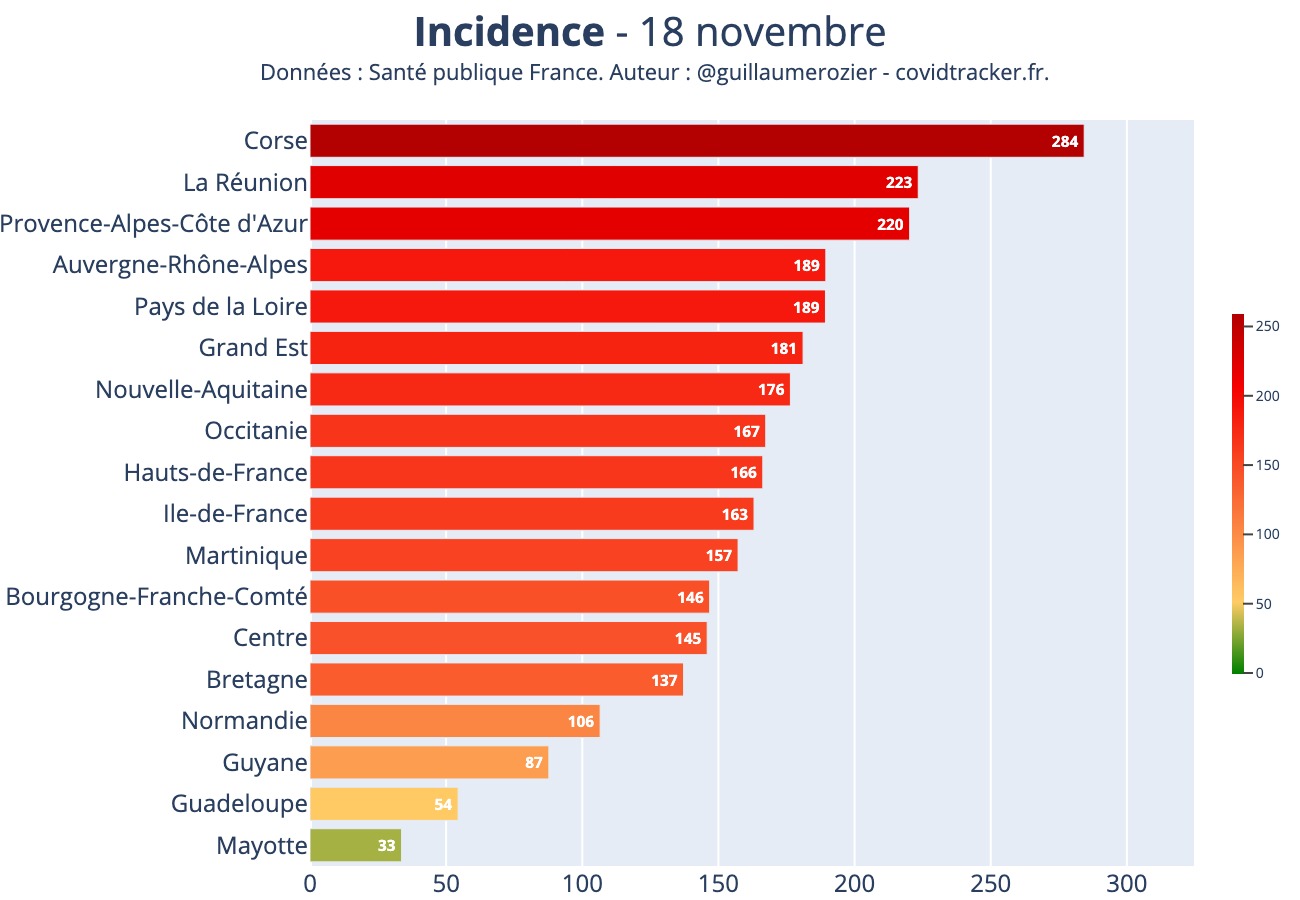 Incidence - 18 novembre
Données : Santé publique France. Auteur : @guillaumerozier - covidtracker.fr.
Corse 284
La Réunion 223
Provence-Alpes-Côte d'Azur 220
Auvergne-Rhône-Alpes 189
Pays de la Loire 189
Grand Est 181
Nouvelle-Aquitaine 176
Occitanie 167
Hauts-de-France 166
Ile-de-France 163
Martinique 157
Bourgogne-Franche-Comté 146
Centre 145
Bretagne 137
Normandie 106
Guyane 87
Guadeloupe 54
Mayotte 33
0 50 100 150 200 250 300
250
200
150
100
50
0